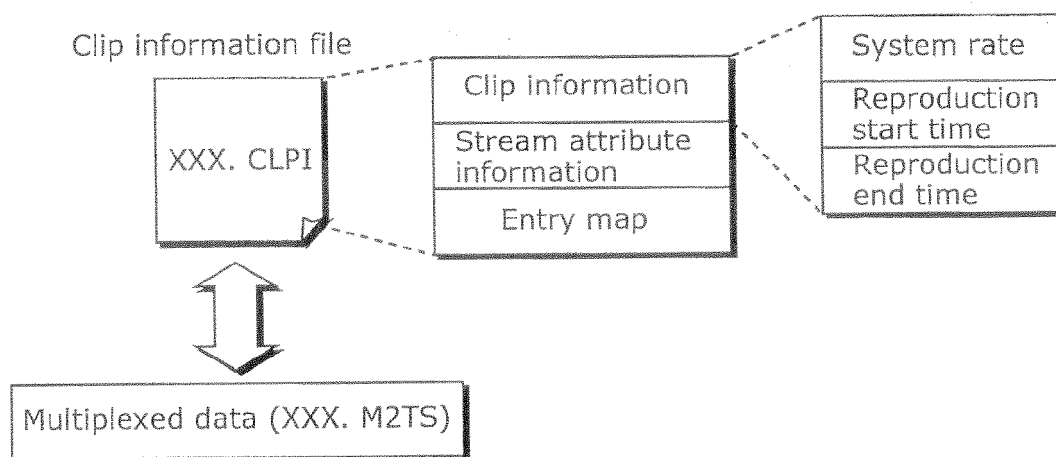 Clip information file
XXX. CLPI
Clip information
Stream attribute
information
Entry map
System rate
Reproduction
start time
Reproduction
end time
Multiplexed data (XXX. M2TS)